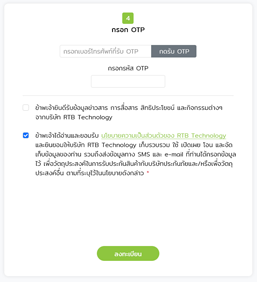 4
กรอก OTP
กรอกเบอร์โทรศัพท์ที่รับ OTP
กดรับ OTP
กรอกรหัส OTP
ข้าพเจ้ายินดีรับข้อมูลข่าวสาร การสื่อสาร สิทธิประโยชน์ และกิจกรรมต่างๆ
จากบริษัท RTB Technology
ข้าพเจ้าได้อ่านและยอมรับ นโยบายความเป็นส่วนตัวของ RTB Technology
และยินยอมให้บริษัท RTB Technology เก็บรวบรวม ใช้ เปิดเผย โอน และจัด
เก็บข้อมูลของท่าน รวมถึงส่งข้อมูลทาง SMS และ e-mail ที่ท่านได้กรอกข้อมูล
ไว้ เพื่อวัตถุประสงค์ในการรับประกันสินค้ากับบริษัทประกันภัยและ/หรือเพื่อวัตถุ
ประสงค์อื่น ตามที่ระบุไว้ในนโยบายดังกล่าว *
ลงทะเบียน